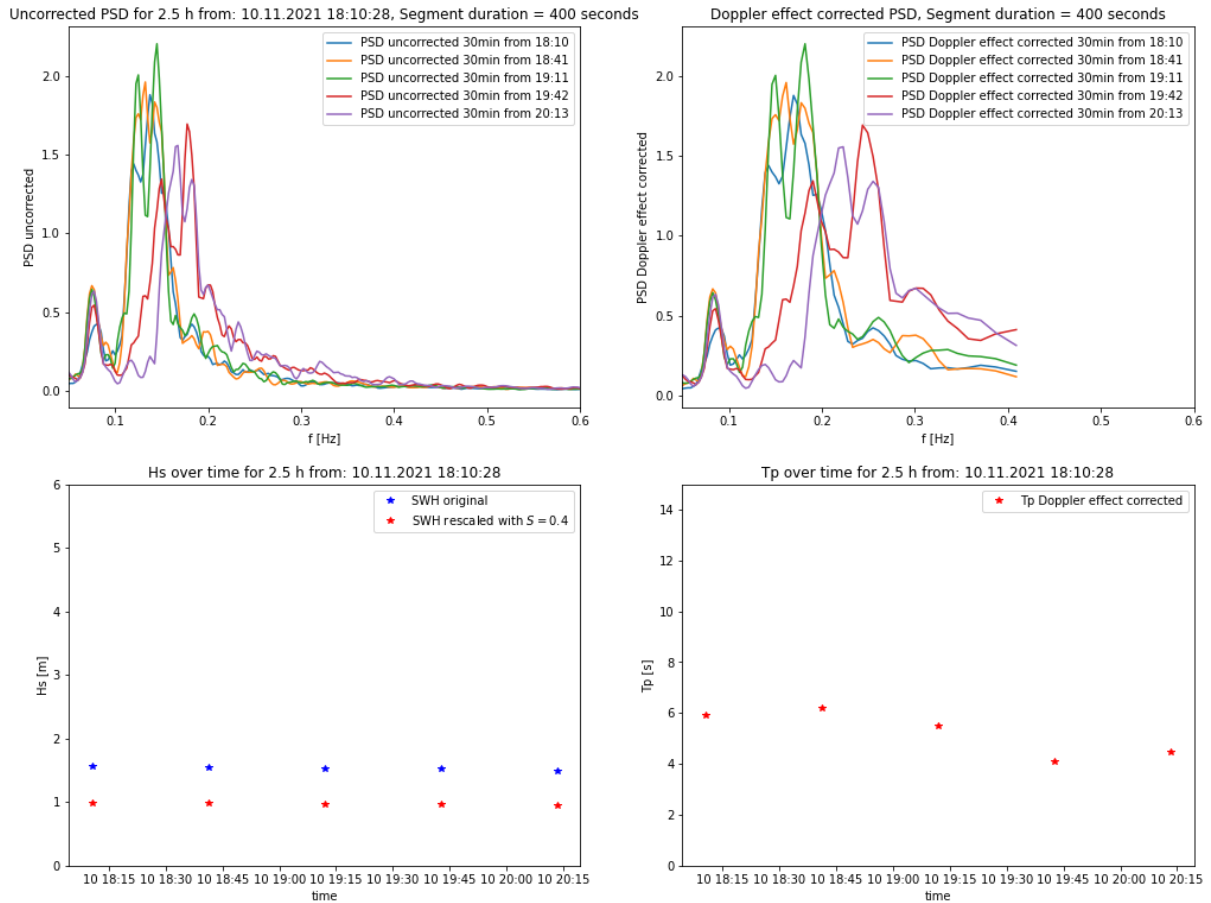 Uncorrected PSD for 2.5 h from: 10.11.2021 18:10:28, Segment duration = 400 seconds
PSD uncorrected 30min from 18:10
PSD uncorrected 30min from 18:41
PSD uncorrected 30min from 19:11
PSD uncorrected 30min from 19:42
PSD uncorrected 30min from 20:13
PSD uncorrected
2.0
1.5
1.0
0.5
0.0
0.1 0.2 0.3 0.4 0.5 0.6
f [Hz]
Doppler effect corrected PSD, Segment duration = 400 seconds
PSD Doppler effect corrected 30min from 18:10
PSD Doppler effect corrected 30min from 18:41
PSD Doppler effect corrected 30min from 19:11
PSD Doppler effect corrected 30min from 19:42
PSD Doppler effect corrected 30min from 20:13
PSD Doppler effect corrected
2.0
1.5
1.0
0.5
0.0
0.1 0.2 0.3 0.4 0.5 0.6
f [Hz]
Hs over time for 2.5 h from: 10.11.2021 18:10:28
SWH original
SWH rescaled with S = 0.4
Hs [m]
6
5
4
3
2
1
0
10 18:15 10 18:30 10 18:45 10 19:00 10 19:15 10 19:30 10 19:45 10 20:00 10 20:15
time
Tp over time for 2.5 h from: 10.11.2021 18:10:28
Tp Doppler effect corrected
Tp [s]
14
12
10
8
6
4
2
0
10 18:15 10 18:30 10 18:45 10 19:00 10 19:15 10 19:30 10 19:45 10 20:00 10 20:15
time